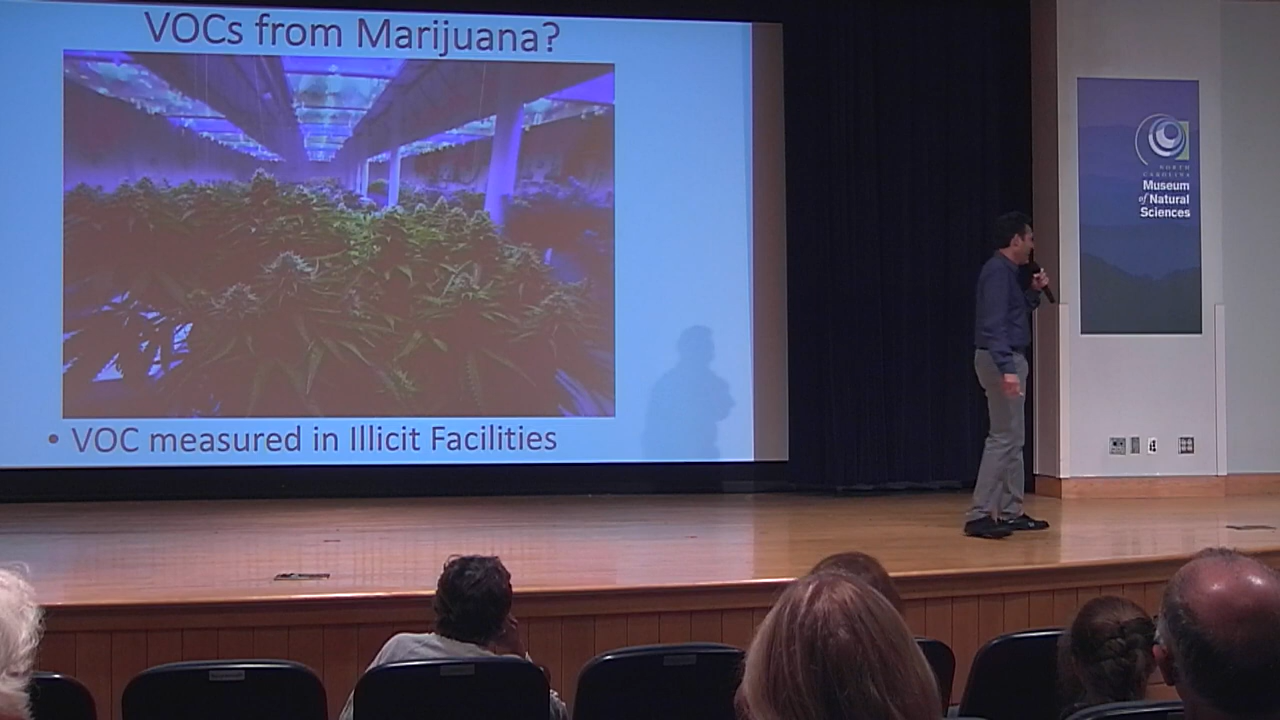 VOCs from Marijuana?
• VOC measured in Illicit Facilities
NORTH
CAROLINA
Museum
of Natural
Sciences